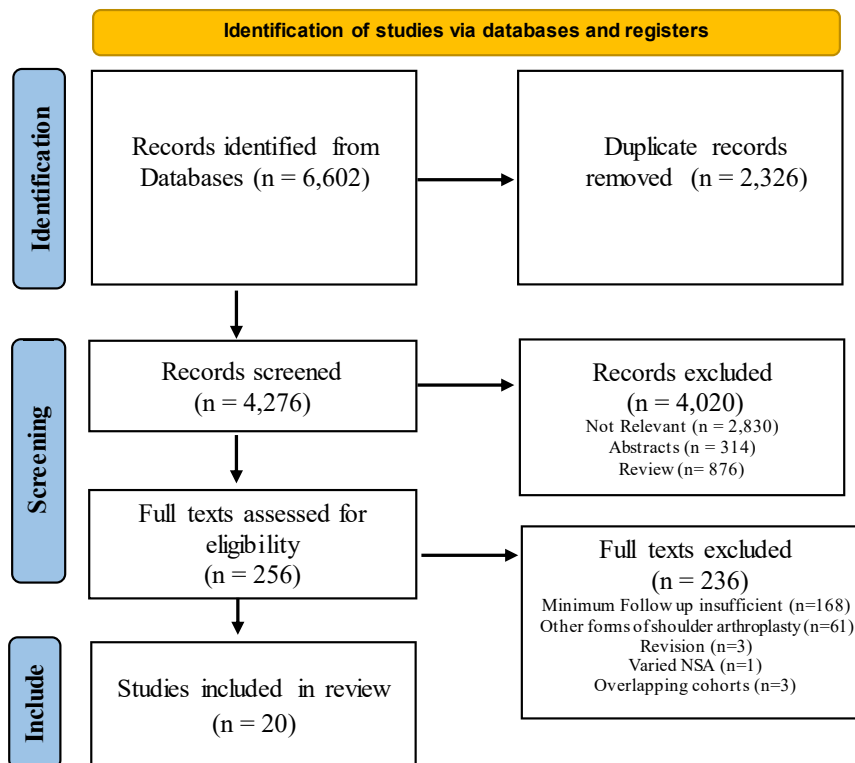 Identification of studies via databases and registers
Identification
Records identified from
Databases (n = 6,602)
Duplicate records
removed (n = 2,326)
Screening
Records screened
(n = 4,276)
Records excluded
(n = 4,020)
Not Relevant (n = 2,830)
Abstracts (n = 314)
Review (n= 876)
Full texts assessed for
eligibility
(n = 256)
Full texts excluded
(n = 236)
Minimum Follow up insufficient (n=168)
Other forms of shoulder arthroplasty (n=61)
Revision (n=3)
Varied NSA (n=1)
Overlapping cohorts (n=3)
Include
Studies included in review
(n = 20)